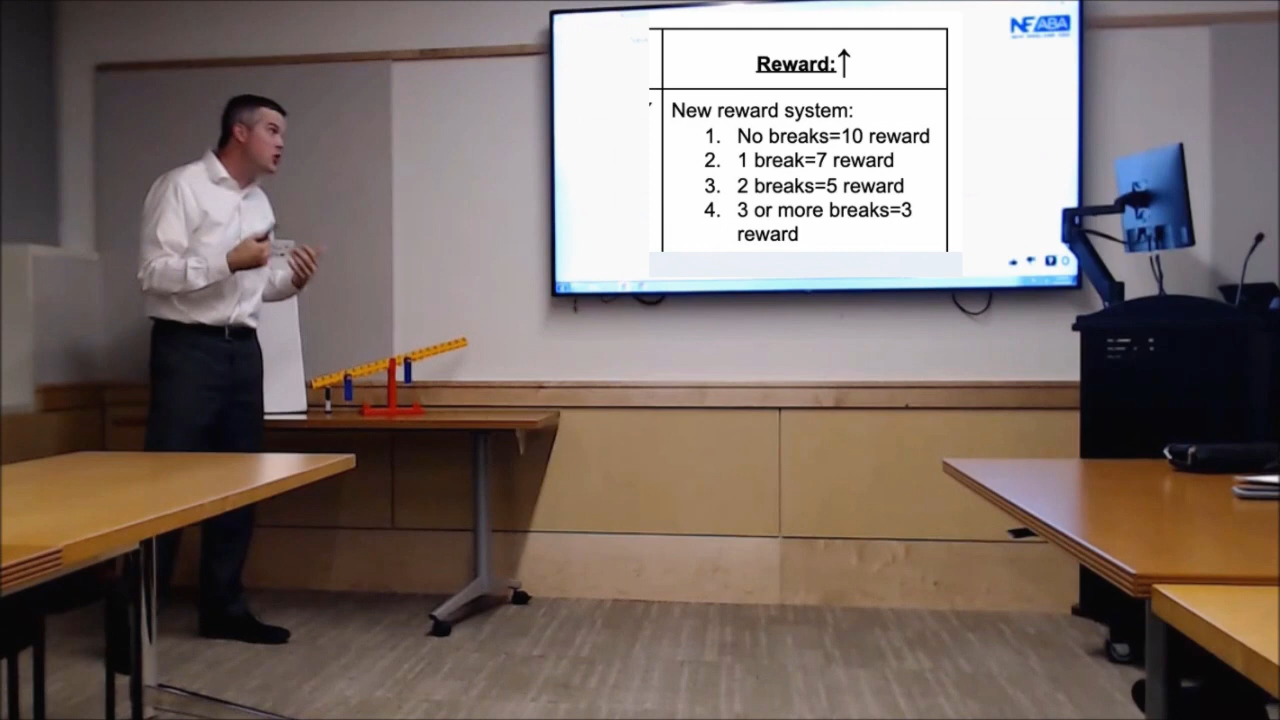 NEABA
Reward:↑
New reward system:
1. No breaks=10 reward
2. 1 break=7 reward
3. 2 breaks=5 reward
4. 3 or more breaks=3
reward